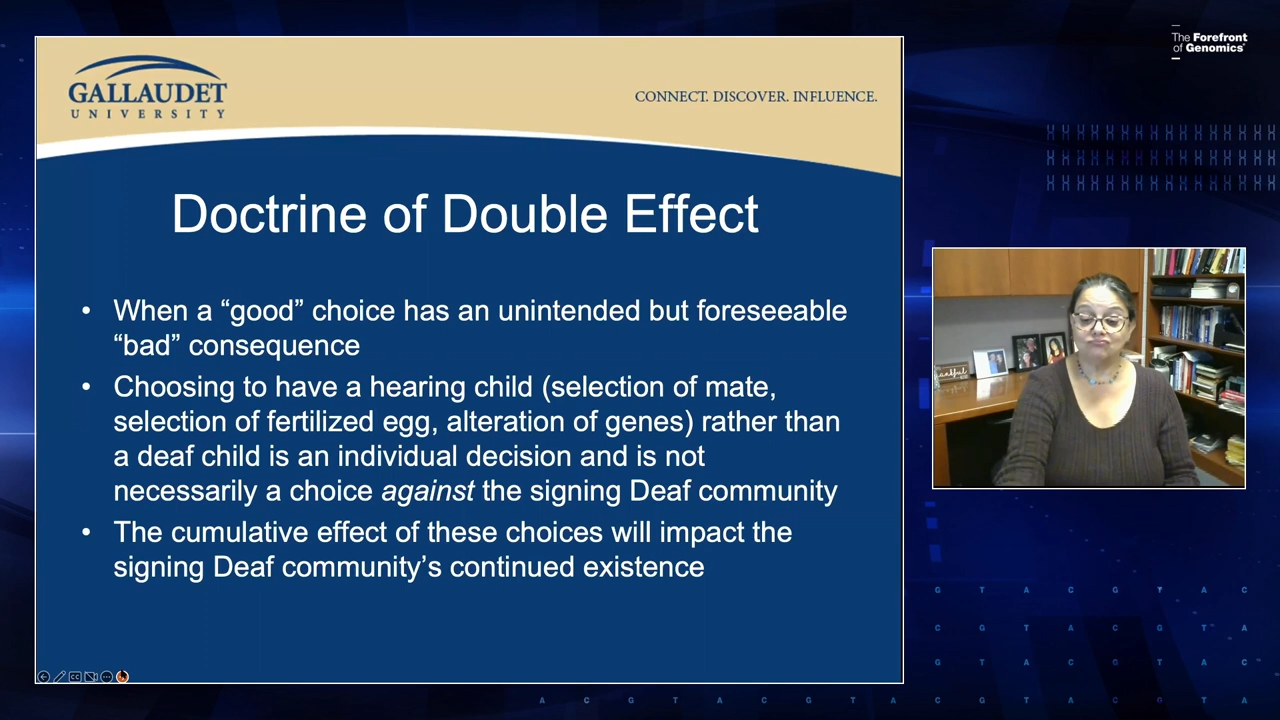 The Forefront
of Genomics®
GALLAUDET
UNIVERSITY
CONNECT. DISCOVER. INFLUENCE.
Doctrine of Double Effect
• When a “good” choice has an unintended but foreseeable
“bad” consequence
• Choosing to have a hearing child (selection of mate,
selection of fertilized egg, alteration of genes) rather than
a deaf child is an individual decision and is not
necessarily a choice against the signing Deaf community
• The cumulative effect of these choices will impact the
signing Deaf community’s continued existence
CC
G T A C G T A C
C G T A C G T A
G T A C G T A C
A C G T A C G T A C G T A